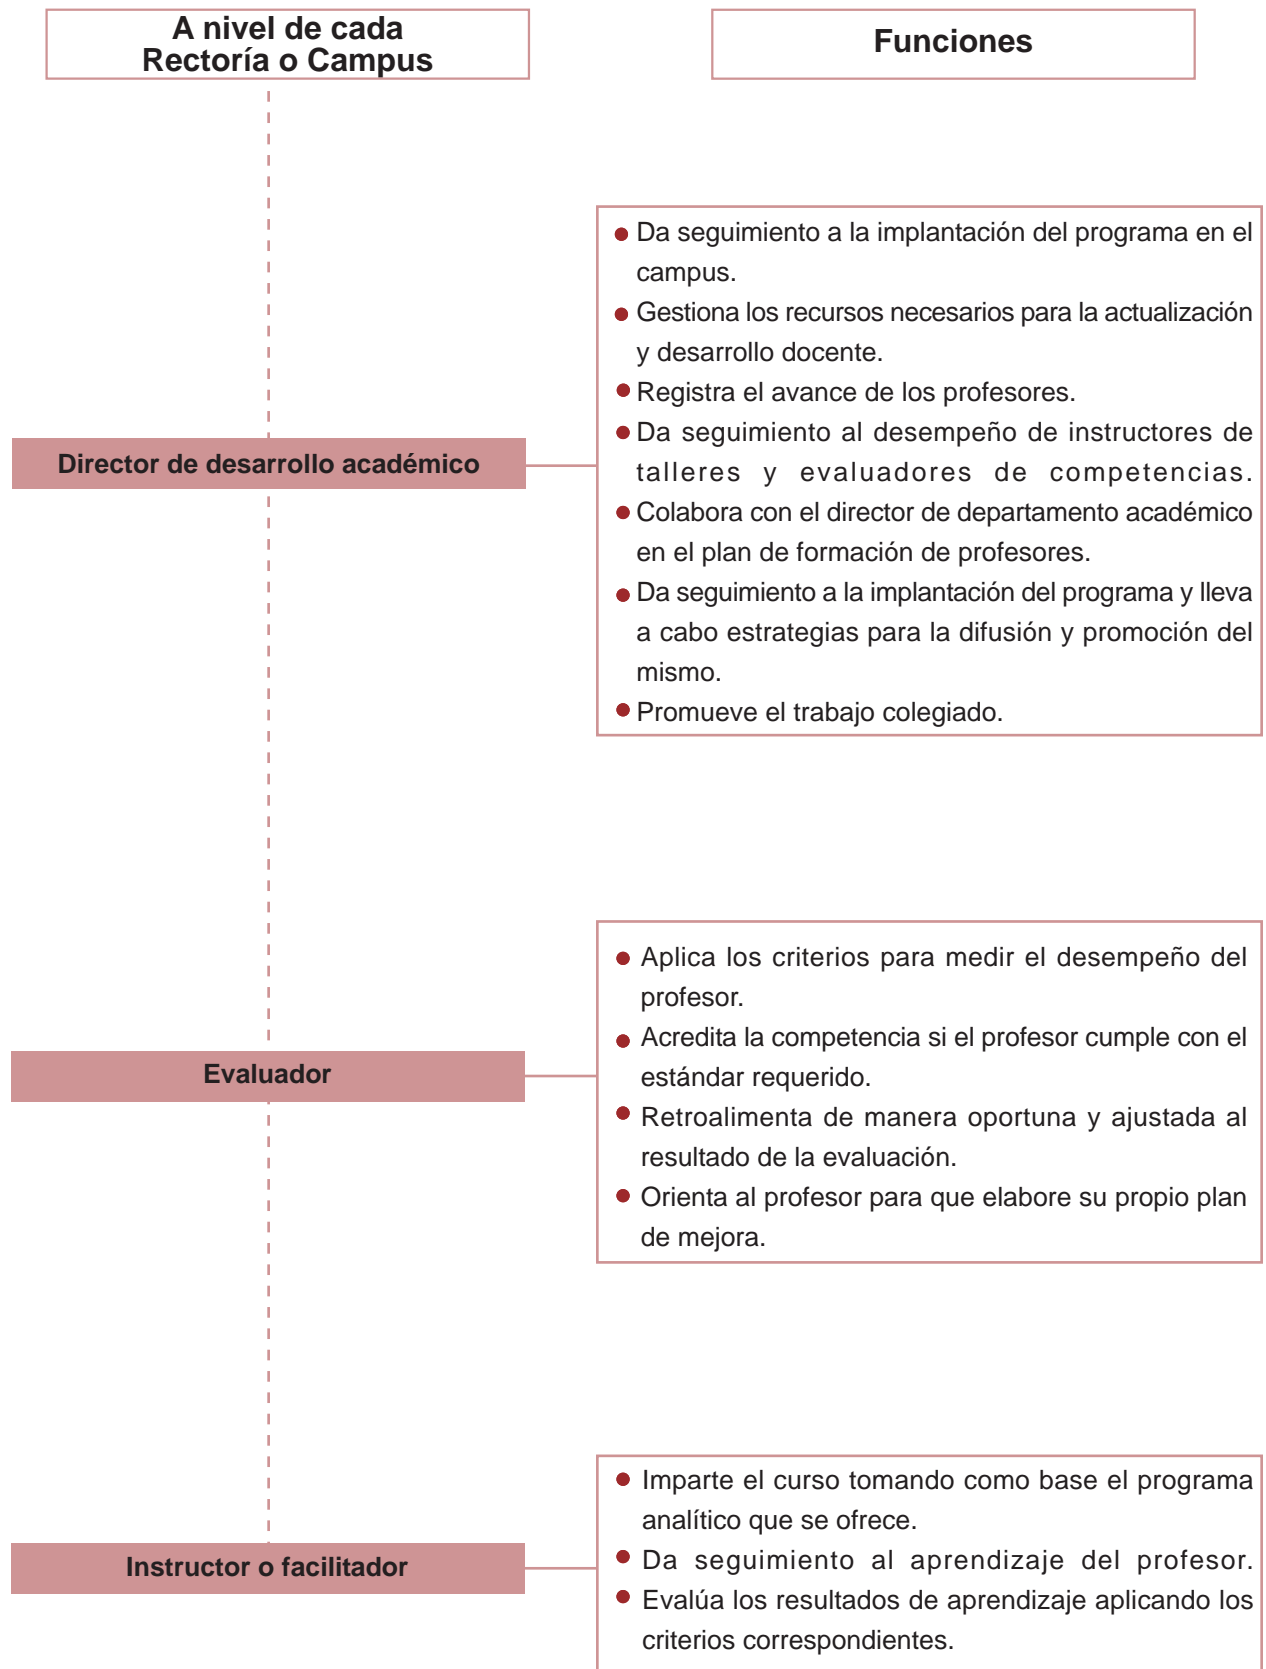 A nivel de cada
Rectoría o Campus
Funciones
Director de desarrollo académico
Da seguimiento a la implantación del programa en el
campus.
Gestiona los recursos necesarios para la actualización
y desarrollo docente.
Registra el avance de los profesores.
Da seguimiento al desempeño de instructores de
talleres y evaluadores de competencias.
Colabora con el director de departamento académico
en el plan de formación de profesores.
Da seguimiento a la implantación del programa y lleva
a cabo estrategias para la difusión y promoción del
mismo.
Promueve el trabajo colegiado.
Evaluador
Aplica los criterios para medir el desempeño del
profesor.
Acredita la competencia si el profesor cumple con el
estándar requerido.
Retroalimenta de manera oportuna y ajustada al
resultado de la evaluación.
Orienta al profesor para que elabore su propio plan
de mejora.
Instructor o facilitador
Imparte el curso tomando como base el programa
analítico que se ofrece.
Da seguimiento al aprendizaje del profesor.
Evalúa los resultados de aprendizaje aplicando los
criterios correspondientes.